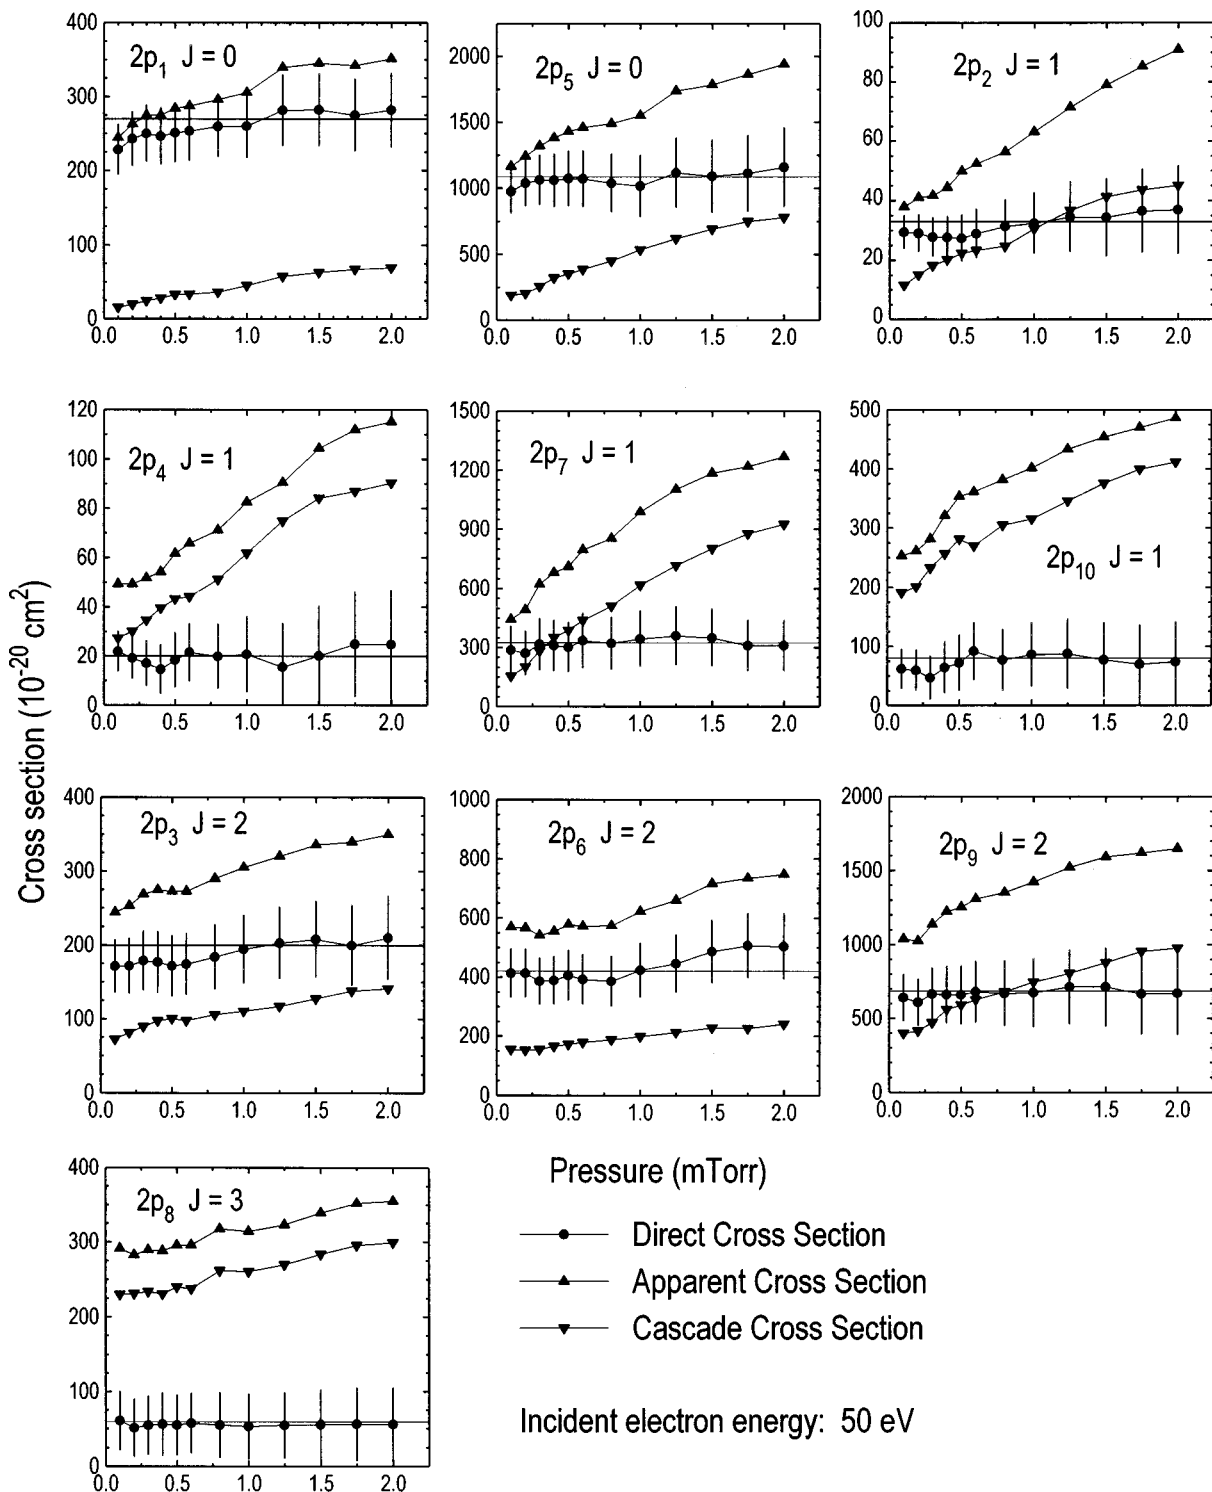 400
300
200
100
0
0.0 0.5 1.0 1.5 2.0
2p₁ J = 0
2000
1500
1000
500
0
0.0 0.5 1.0 1.5 2.0
2p₅ J = 0
100
80
60
40
20
0
0.0 0.5 1.0 1.5 2.0
2p₂ J = 1
120
100
80
60
40
20
0
0.0 0.5 1.0 1.5 2.0
2p₄ J = 1
1500
1200
900
600
300
0
0.0 0.5 1.0 1.5 2.0
2p₇ J = 1
500
400
300
200
100
0
0.0 0.5 1.0 1.5 2.0
2p₁₀ J = 1
Cross section (10⁻²⁰ cm²)
400
300
200
100
0
0.0 0.5 1.0 1.5 2.0
2p₃ J = 2
1000
800
600
400
200
0
0.0 0.5 1.0 1.5 2.0
2p₆ J = 2
2000
1500
1000
500
0
0.0 0.5 1.0 1.5 2.0
2p₉ J = 2
400
300
200
100
0
0.0 0.5 1.0 1.5 2.0
2p₈ J = 3
Pressure (mTorr)
Direct Cross Section
Apparent Cross Section
Cascade Cross Section
Incident electron energy: 50 eV